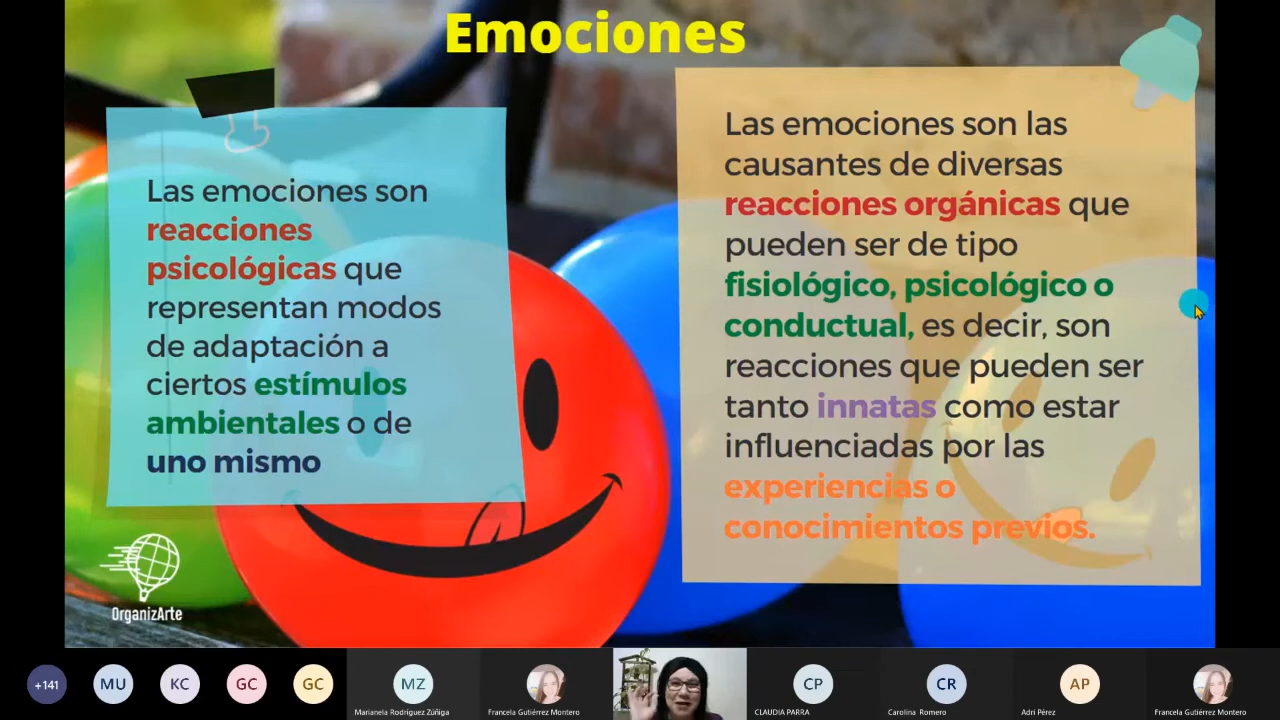 Emociones
Las emociones son
reacciones
psicológicas que
representan modos
de adaptación a
ciertos estímulos
ambientales o de
uno mismo
Las emociones son las
causantes de diversas
reacciones orgánicas que
pueden ser de tipo
fisiológico, psicológico o
conductual, es decir, son
reacciones que pueden ser
tanto innatas como estar
influenciadas por las
experiencias o
conocimientos previos.
OrganizArte
+141
MU
KC
GC
GC
MZ
CP
CR
AP
Marianela Rodríguez Zúñiga
Francela Gutiérrez Montero
CLAUDIA PARRA
Carolina Romero
Adri Pérez
Francela Gutiérrez Montero